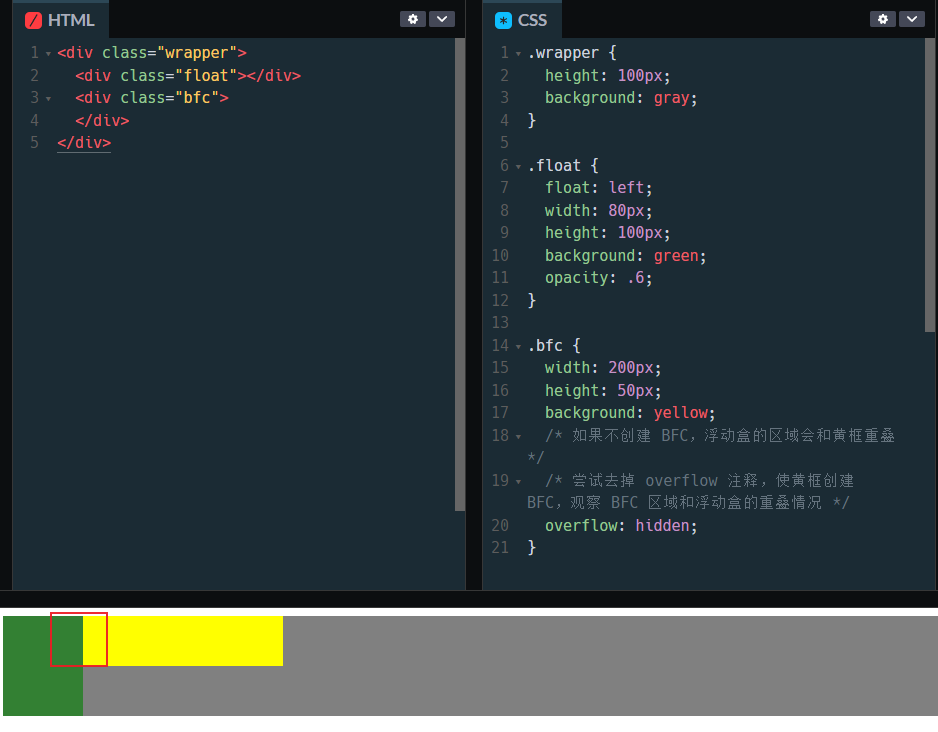 HTML
1 <div class="wrapper">
2   <div class="float"></div>
3   <div class="bfc">
4   </div>
5 </div>
CSS
1 .wrapper {
2   height: 100px;
3   background: gray;
4 }
5
6 .float {
7   float: left;
8   width: 80px;
9   height: 100px;
10   background: green;
11   opacity: .6;
12 }
13
14 .bfc {
15   width: 200px;
16   height: 50px;
17   background: yellow;
18   /* 如果不创建 BFC，浮动盒的区域会和黄框重叠
*/
19   /* 尝试去掉 overflow 注释，使黄框创建
BFC，观察 BFC 区域和浮动盒的重叠情况 */
20   overflow: hidden;
21 }